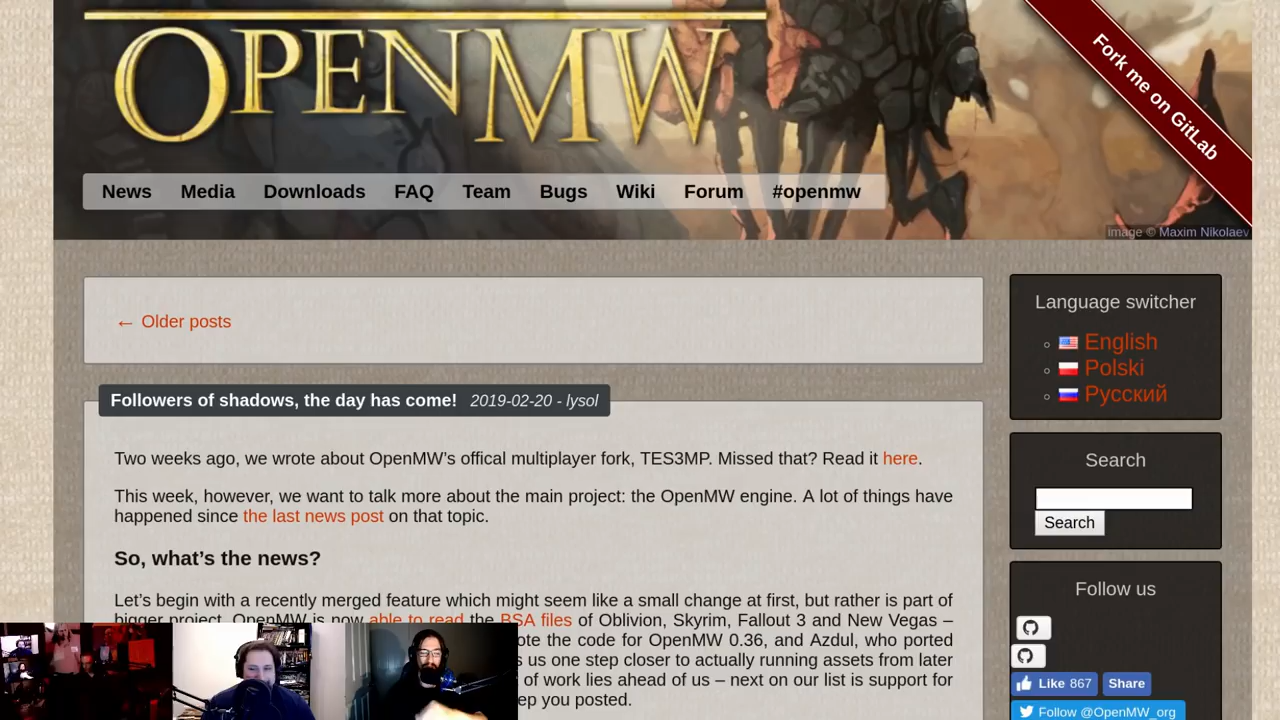 OPENMW
Fork me on GitLab
News Media Downloads FAQ Team Bugs Wiki Forum #openmw
image © Maxim Nikolaev
← Older posts
Followers of shadows, the day has come! 2019-02-20 - lysol
Two weeks ago, we wrote about OpenMW's offical multiplayer fork, TES3MP. Missed that? Read it here.
This week, however, we want to talk more about the main project: the OpenMW engine. A lot of things have
happened since the last news post on that topic.
So, what's the news?
Let's begin with a recently merged feature which might seem like a small change at first, but rather is part of
bigger project. OpenMW is now able to read the BSA files of Oblivion, Skyrim, Fallout 3 and New Vegas –
ote the code for OpenMW 0.36, and Azdul, who ported
s us one step closer to actually running assets from later
of work lies ahead of us – next on our list is support for
ep you posted.
Language switcher
English
Polski
Русский
Search
Search
Follow us
Like 867 Share
Follow @OpenMW_org